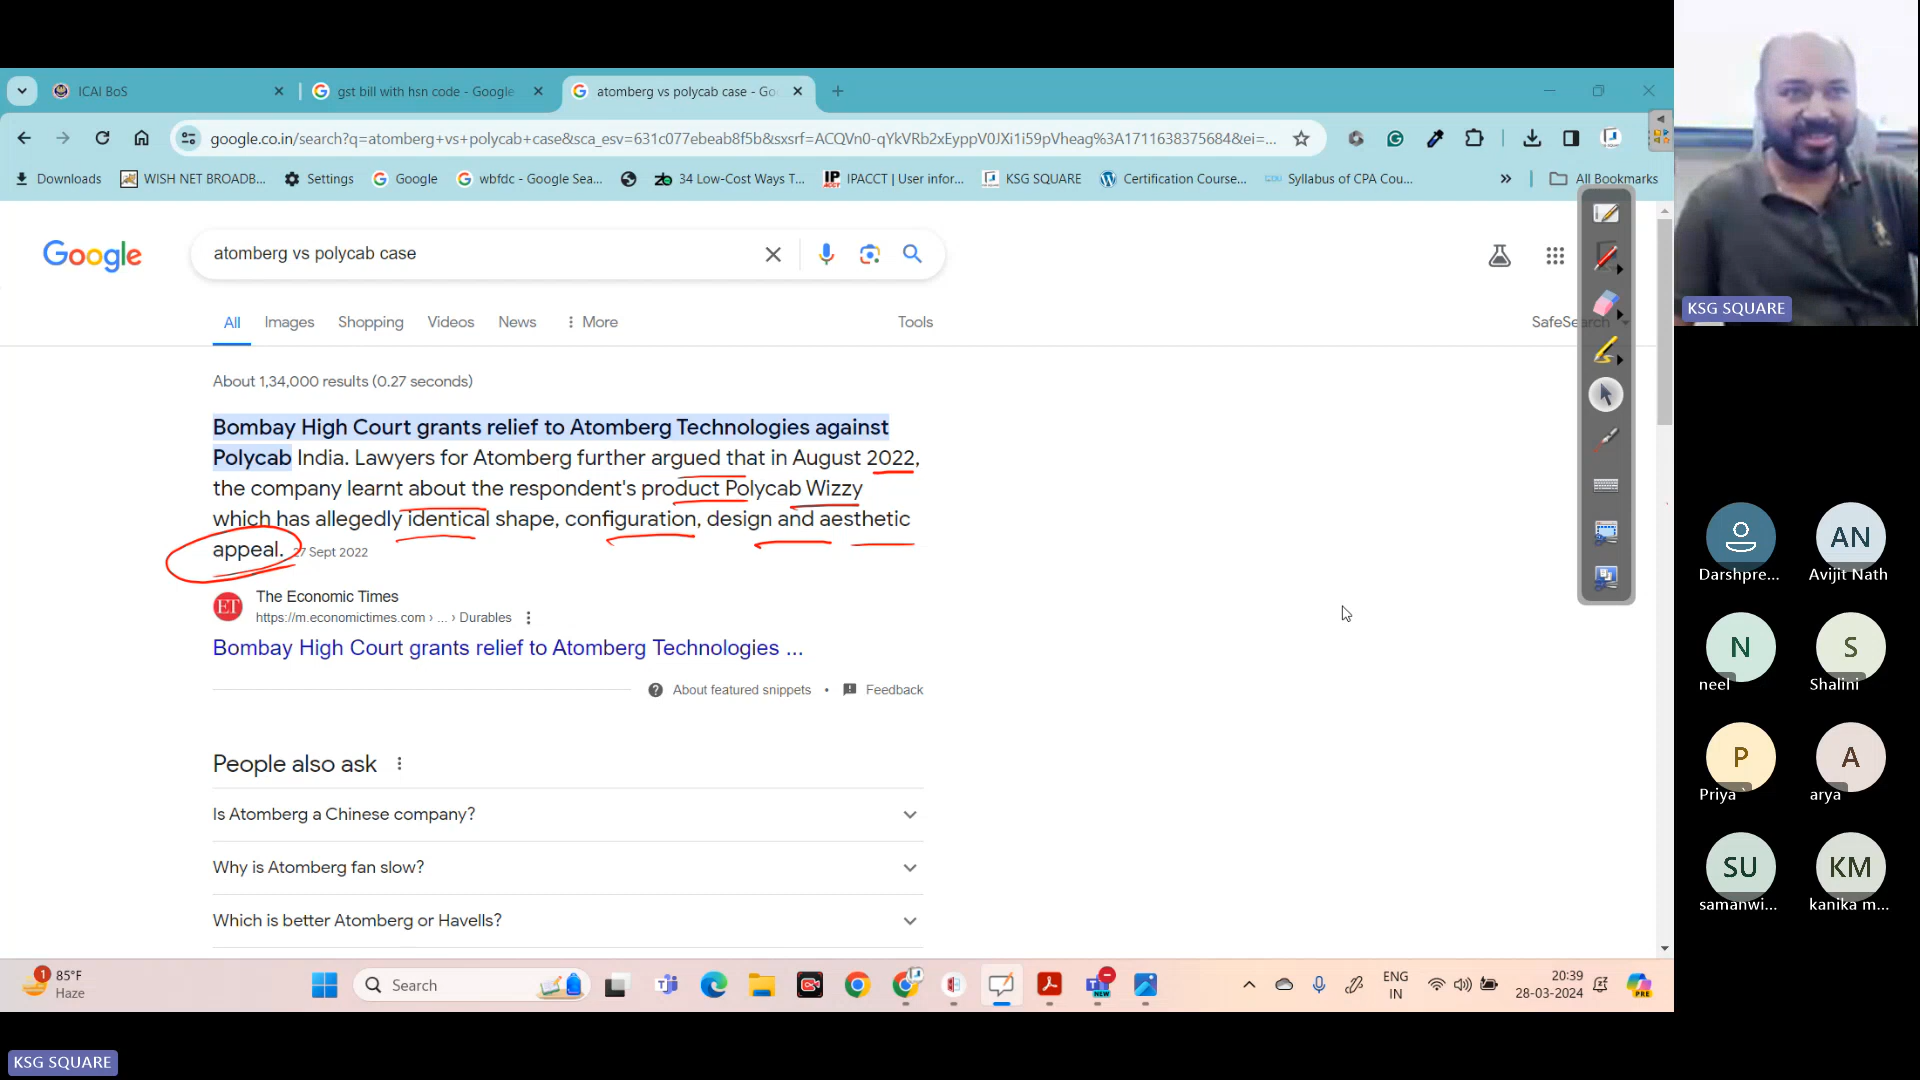 ICAI BoS
gst bill with hsn code - Google
atomberg vs polycab case - Go
google.co.in/search?q=atomberg+vs+polycab+case&sca_esv=631c077ebeab8f5b&sxsrf=ACQVn0-qYkVRb2xEyppV0JXi1i59pVheag%3A1711638375684&ei=...
Downloads
WISH NET BROADB...
Settings
Google
wbfdc - Google Sea...
34 Low-Cost Ways T...
IPACCT | User infor...
KSG SQUARE
Certification Course...
Syllabus of CPA Cou...
All Bookmarks
Google
atomberg vs polycab case
All
Images
Shopping
Videos
News
More
Tools
SafeSearch
About 1,34,000 results (0.27 seconds)
Bombay High Court grants relief to Atomberg Technologies against
Polycab India. Lawyers for Atomberg further argued that in August 2022,
the company learnt about the respondent's product Polycab Wizzy
which has allegedly identical shape, configuration, design and aesthetic
appeal. 27 Sept 2022
ET
The Economic Times
https://m.economictimes.com › ... › Durables
Bombay High Court grants relief to Atomberg Technologies ...
About featured snippets
Feedback
People also ask
Is Atomberg a Chinese company?
Why is Atomberg fan slow?
Which is better Atomberg or Havells?
1
85°F
Haze
Search
NEW
ENG
IN
20:39
28-03-2024
PRE
KSG SQUARE
KSG SQUARE
Darshpre...
AN
Avijit Nath
N
neel
S
Shalini
P
Priya `
A
arya
SU
samanwi...
KM
kanika m...